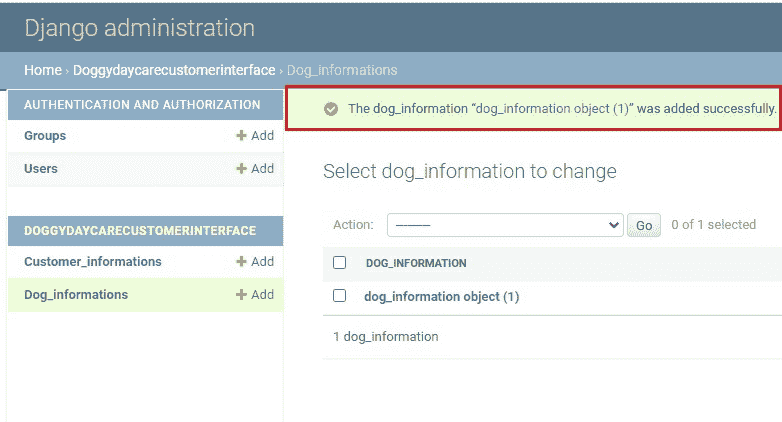 Django administration
Home › Doggydaycarecustomerinterface › Dog_informations
AUTHENTICATION AND AUTHORIZATION
Groups + Add
Users + Add
DOGGYDAYCARECUSTOMERINTERFACE
Customer_informations + Add
Dog_informations + Add
The dog_information “dog_information object (1)” was added successfully.
Select dog_information to change
Action: --------- Go 0 of 1 selected
DOG_INFORMATION
dog_information object (1)
1 dog_information